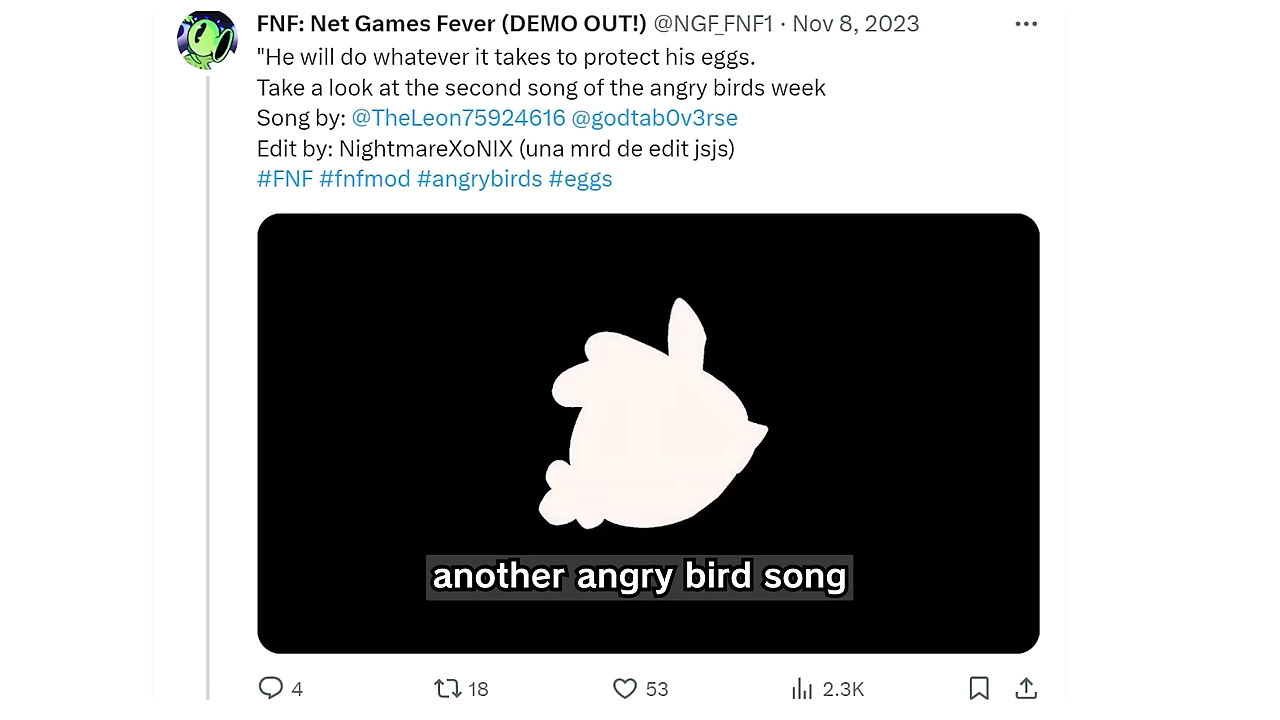 FNF: Net Games Fever (DEMO OUT!) @NGF_FNF1 · Nov 8, 2023
"He will do whatever it takes to protect his eggs.
Take a look at the second song of the angry birds week
Song by: @TheLeon75924616 @godtab0v3rse
Edit by: NightmareXoNIX (una mrd de edit jsjs)
#FNF #fnfmod #angrybirds #eggs
another angry bird song
4 18 53 2.3K